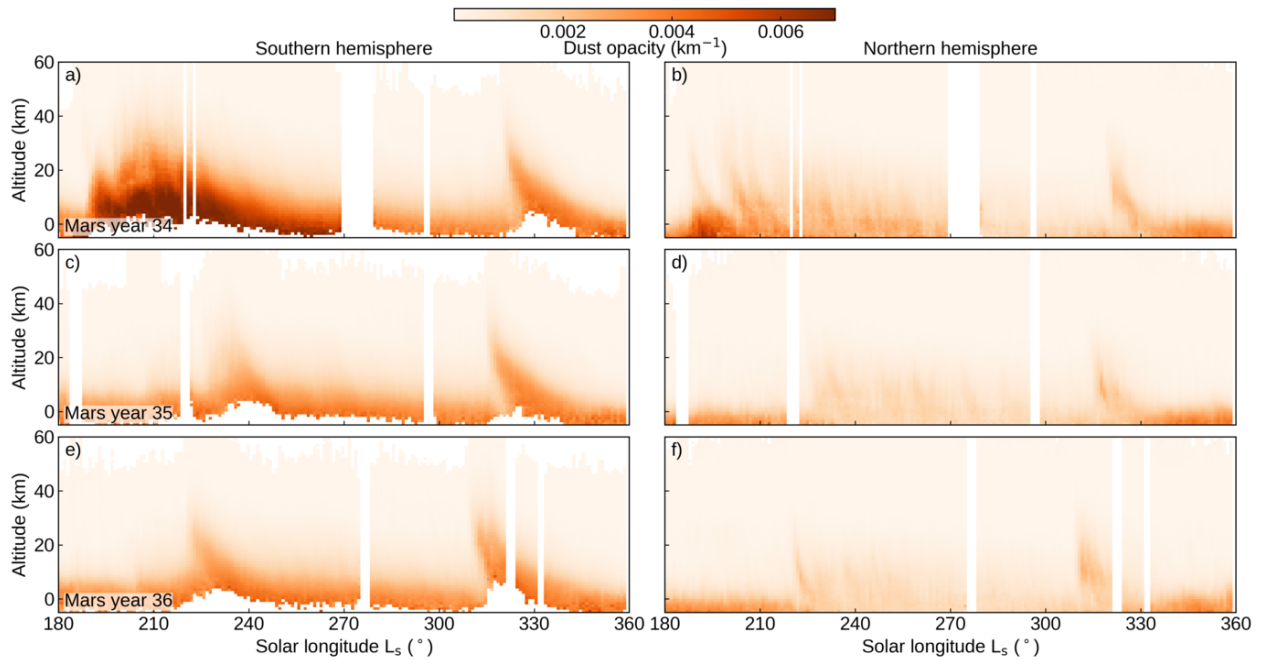 0.002 0.004 0.006
Southern hemisphere Dust opacity (km⁻¹) Northern hemisphere
a) b)
60
40
20
0
Altitude (km)
Mars year 34
c) d)
60
40
20
0
Altitude (km)
Mars year 35
e) f)
60
40
20
0
Altitude (km)
Mars year 36
180 210 240 270 300 330 360 180 210 240 270 300 330 360
Solar longitude Lₛ (°) Solar longitude Lₛ (°)